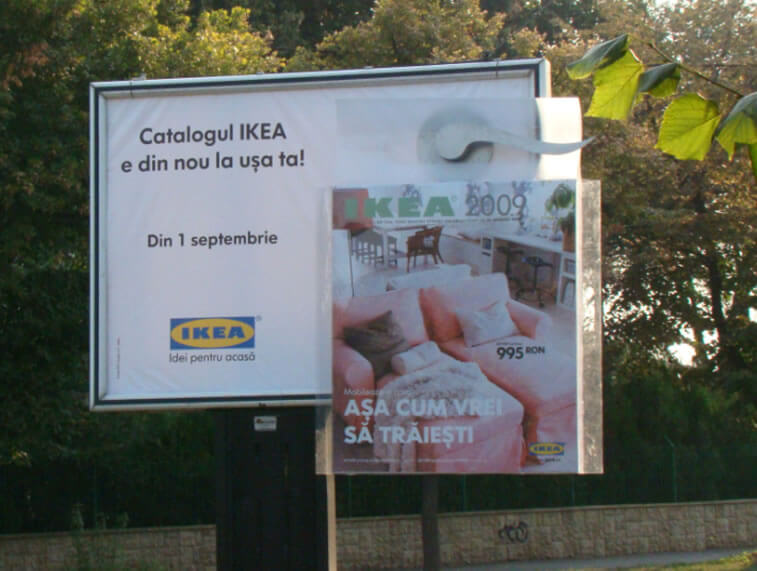 Catalogul IKEA
e din nou la ușa ta!
Din 1 septembrie
IKEA®
Idei pentru acasă
IKEA® 2009
995 RON
AȘA CUM VREI
SĂ TRĂIEȘTI
IKEA